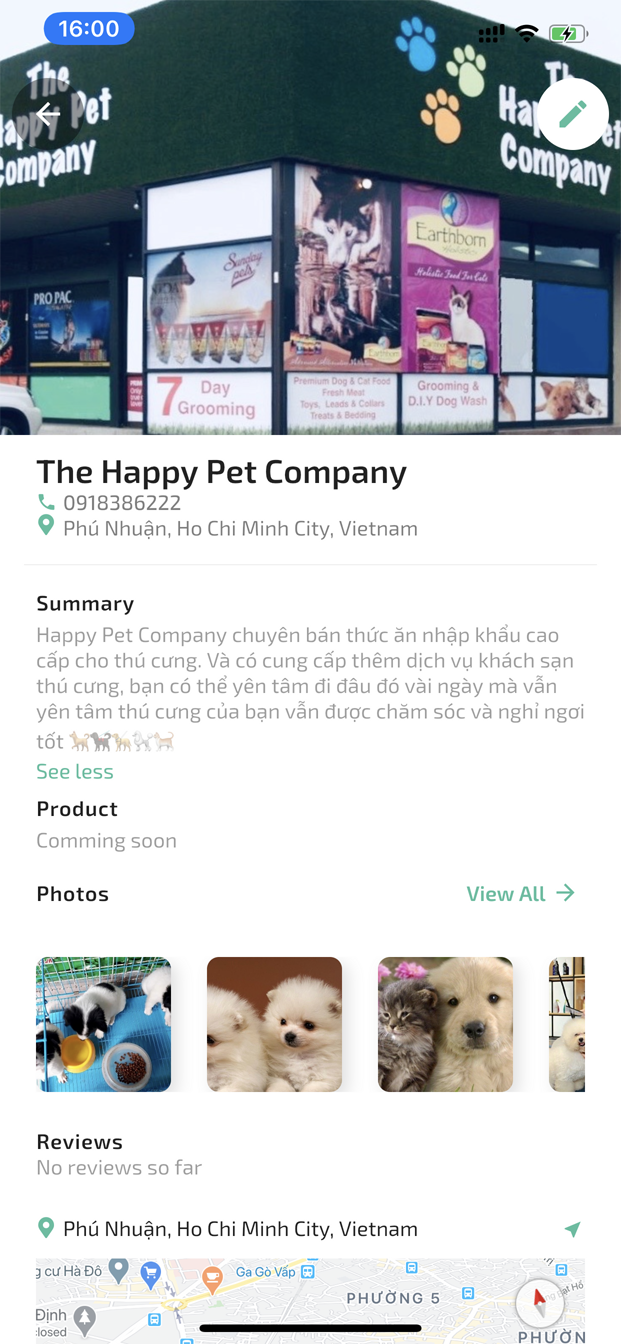 16:00
The
Happy Pet
Company
PRO PAC
Sunday
pets
Earthborn
Holistic Food For Cats
Earthborn
7 Day
Grooming
Premium Dog & Cat Food
Fresh Meat
Toys, Leads & Collars
Treats & Bedding
Grooming &
D.I.Y Dog Wash
The Happy Pet Company
0918386222
Phú Nhuận, Ho Chi Minh City, Vietnam
Summary
Happy Pet Company chuyên bán thức ăn nhập khẩu cao
cấp cho thú cưng. Và có cung cấp thêm dịch vụ khách sạn
thú cưng, bạn có thể yên tâm đi đâu đó vài ngày mà vẫn
yên tâm thú cưng của bạn vẫn được chăm sóc và nghỉ ngơi
tốt 🐕🐩🐕🐩🐕
See less
Product
Comming soon
Photos
View All
Reviews
No reviews so far
Phú Nhuận, Ho Chi Minh City, Vietnam
g cư Hà Đô
Ga Gò Vấp
PHƯỜNG 5
Định
closed
PHƯỜN